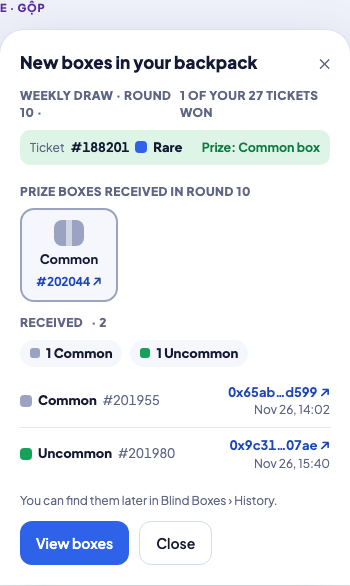 E · GỘP
New boxes in your backpack ×
WEEKLY DRAW · ROUND 10 ·
1 OF YOUR 27 TICKETS WON
Ticket #188201 Rare Prize: Common box
PRIZE BOXES RECEIVED IN ROUND 10
Common
#202044 ↗
RECEIVED · 2
1 Common 1 Uncommon
Common #201955 0x65ab…d599 ↗
Nov 26, 14:02
Uncommon #201980 0x9c31…07ae ↗
Nov 26, 15:40
You can find them later in Blind Boxes › History.
View boxes Close